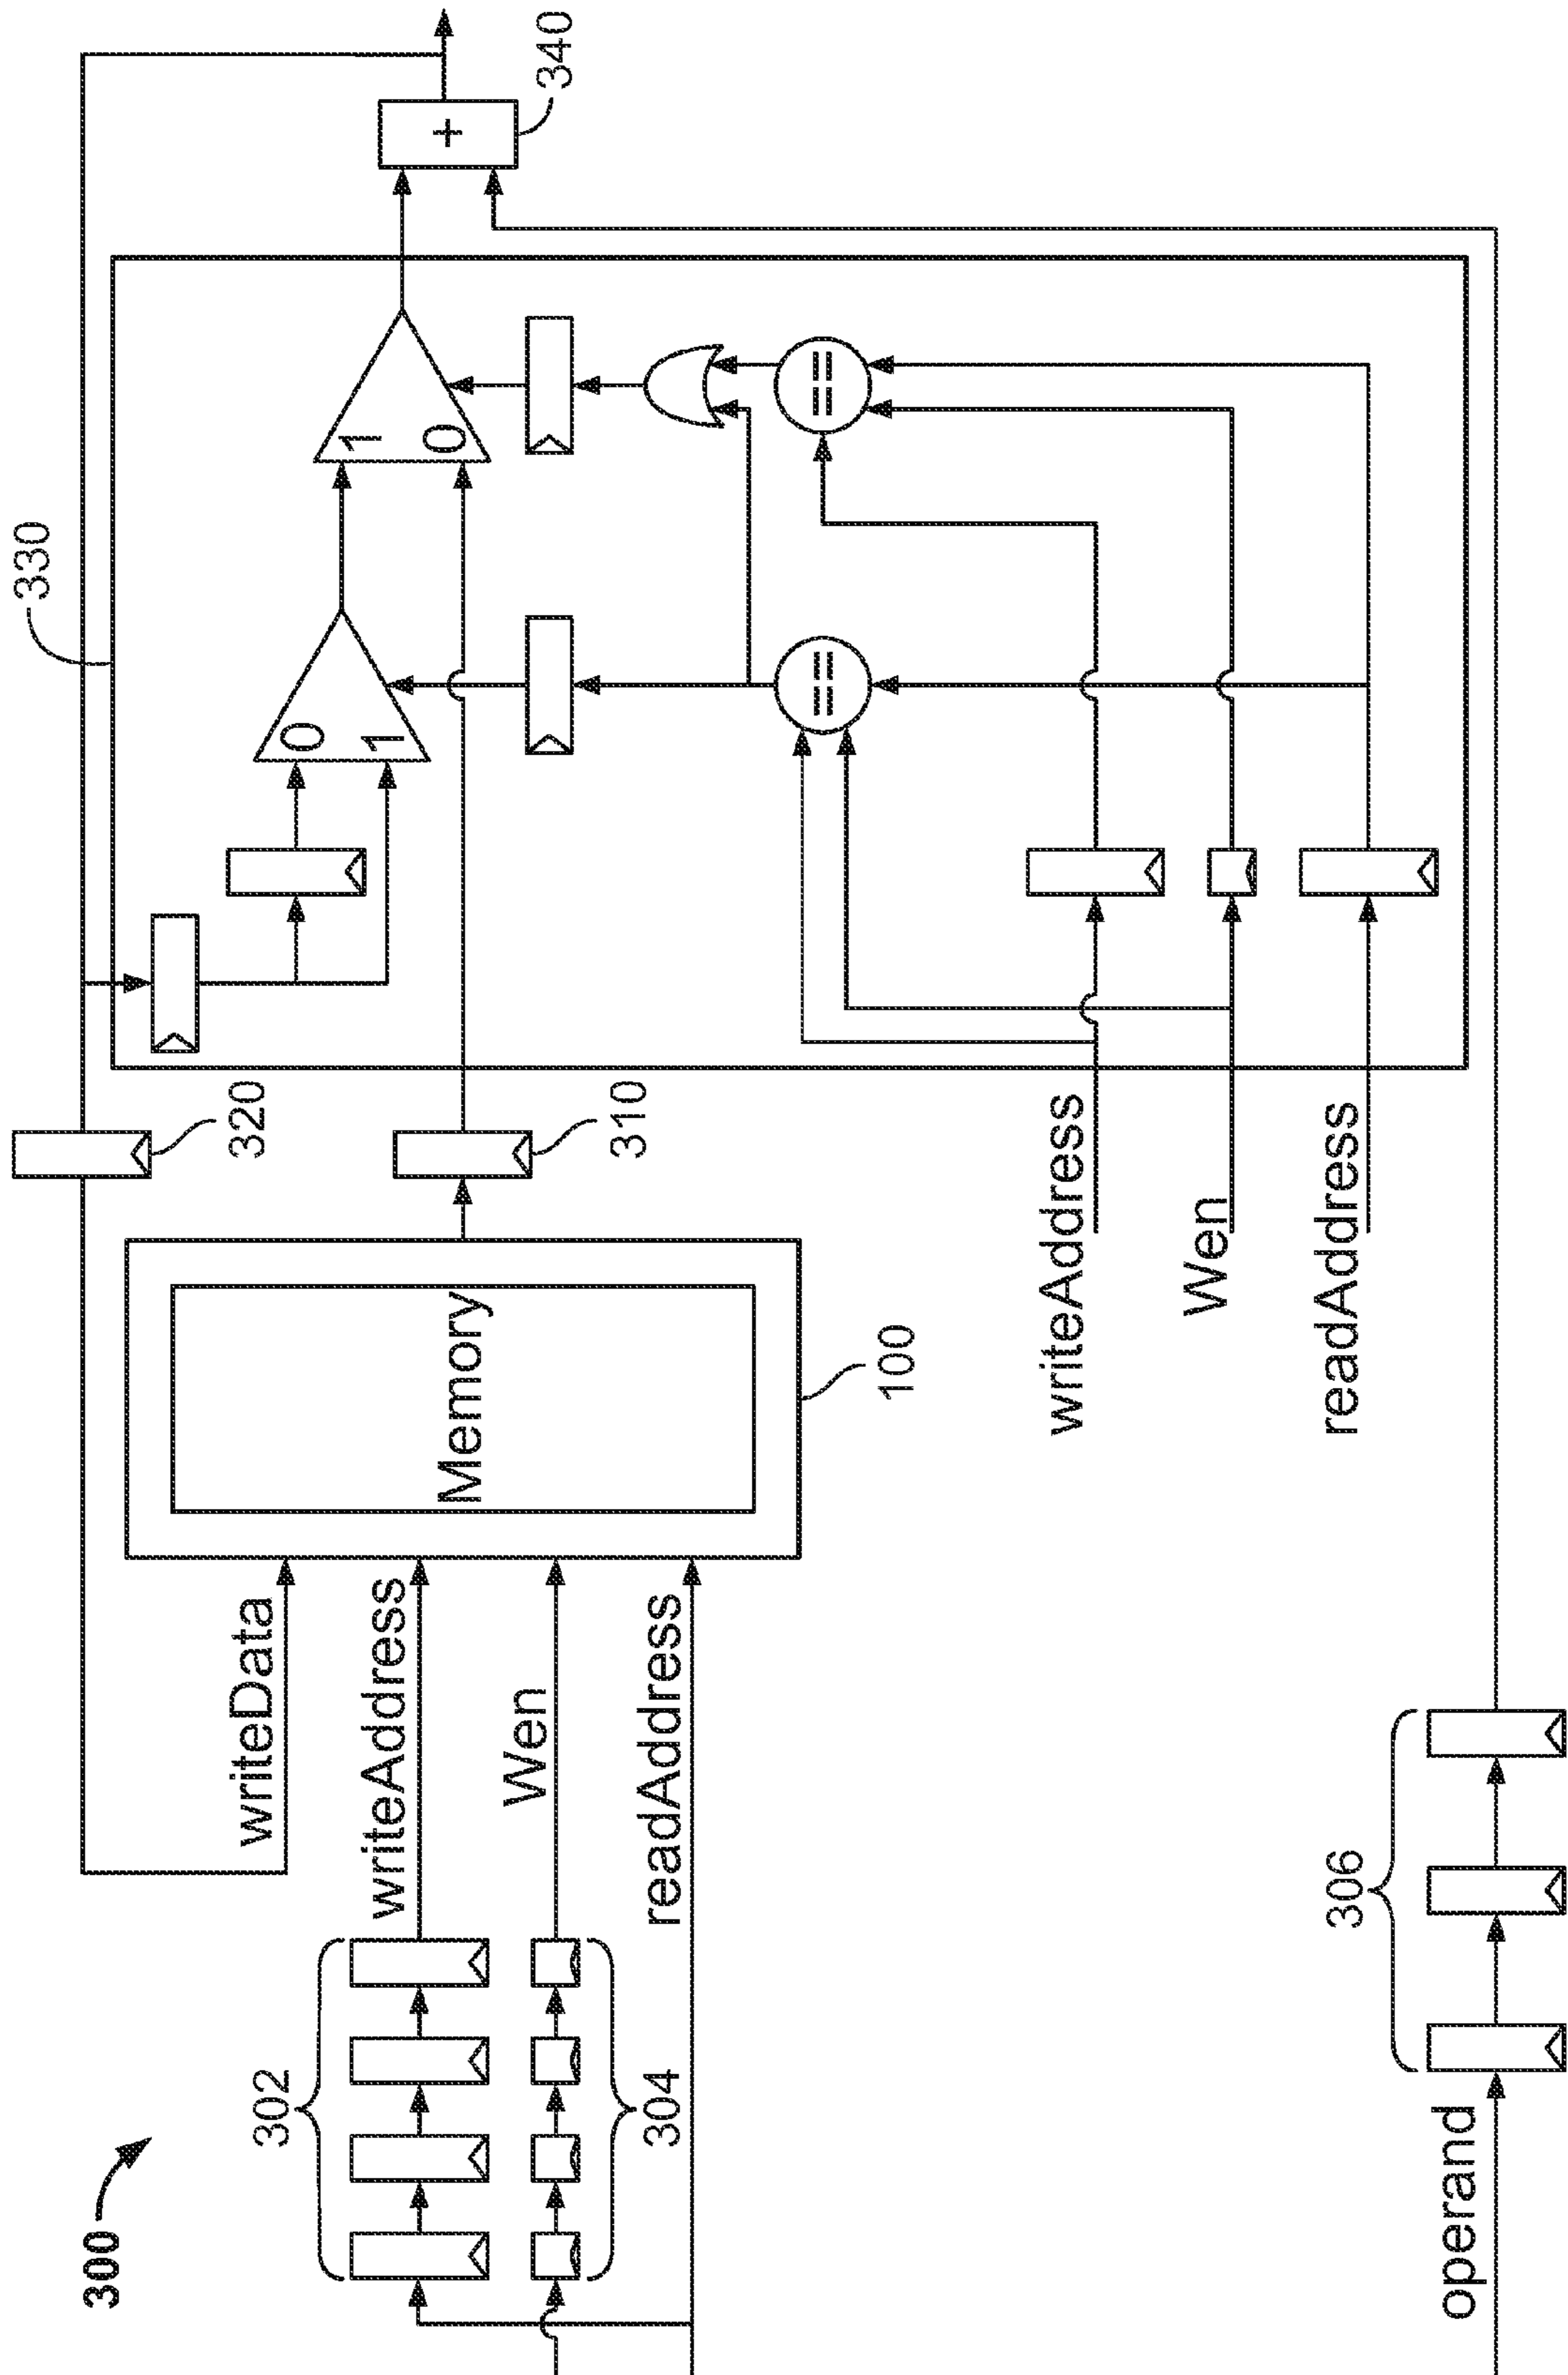 300
302
304
306
operand
writeData
writeAddress
Wen
readAddress
Memory
100
320
310
writeAddress
Wen
readAddress
330
0
1
1
0
==
==
+
340